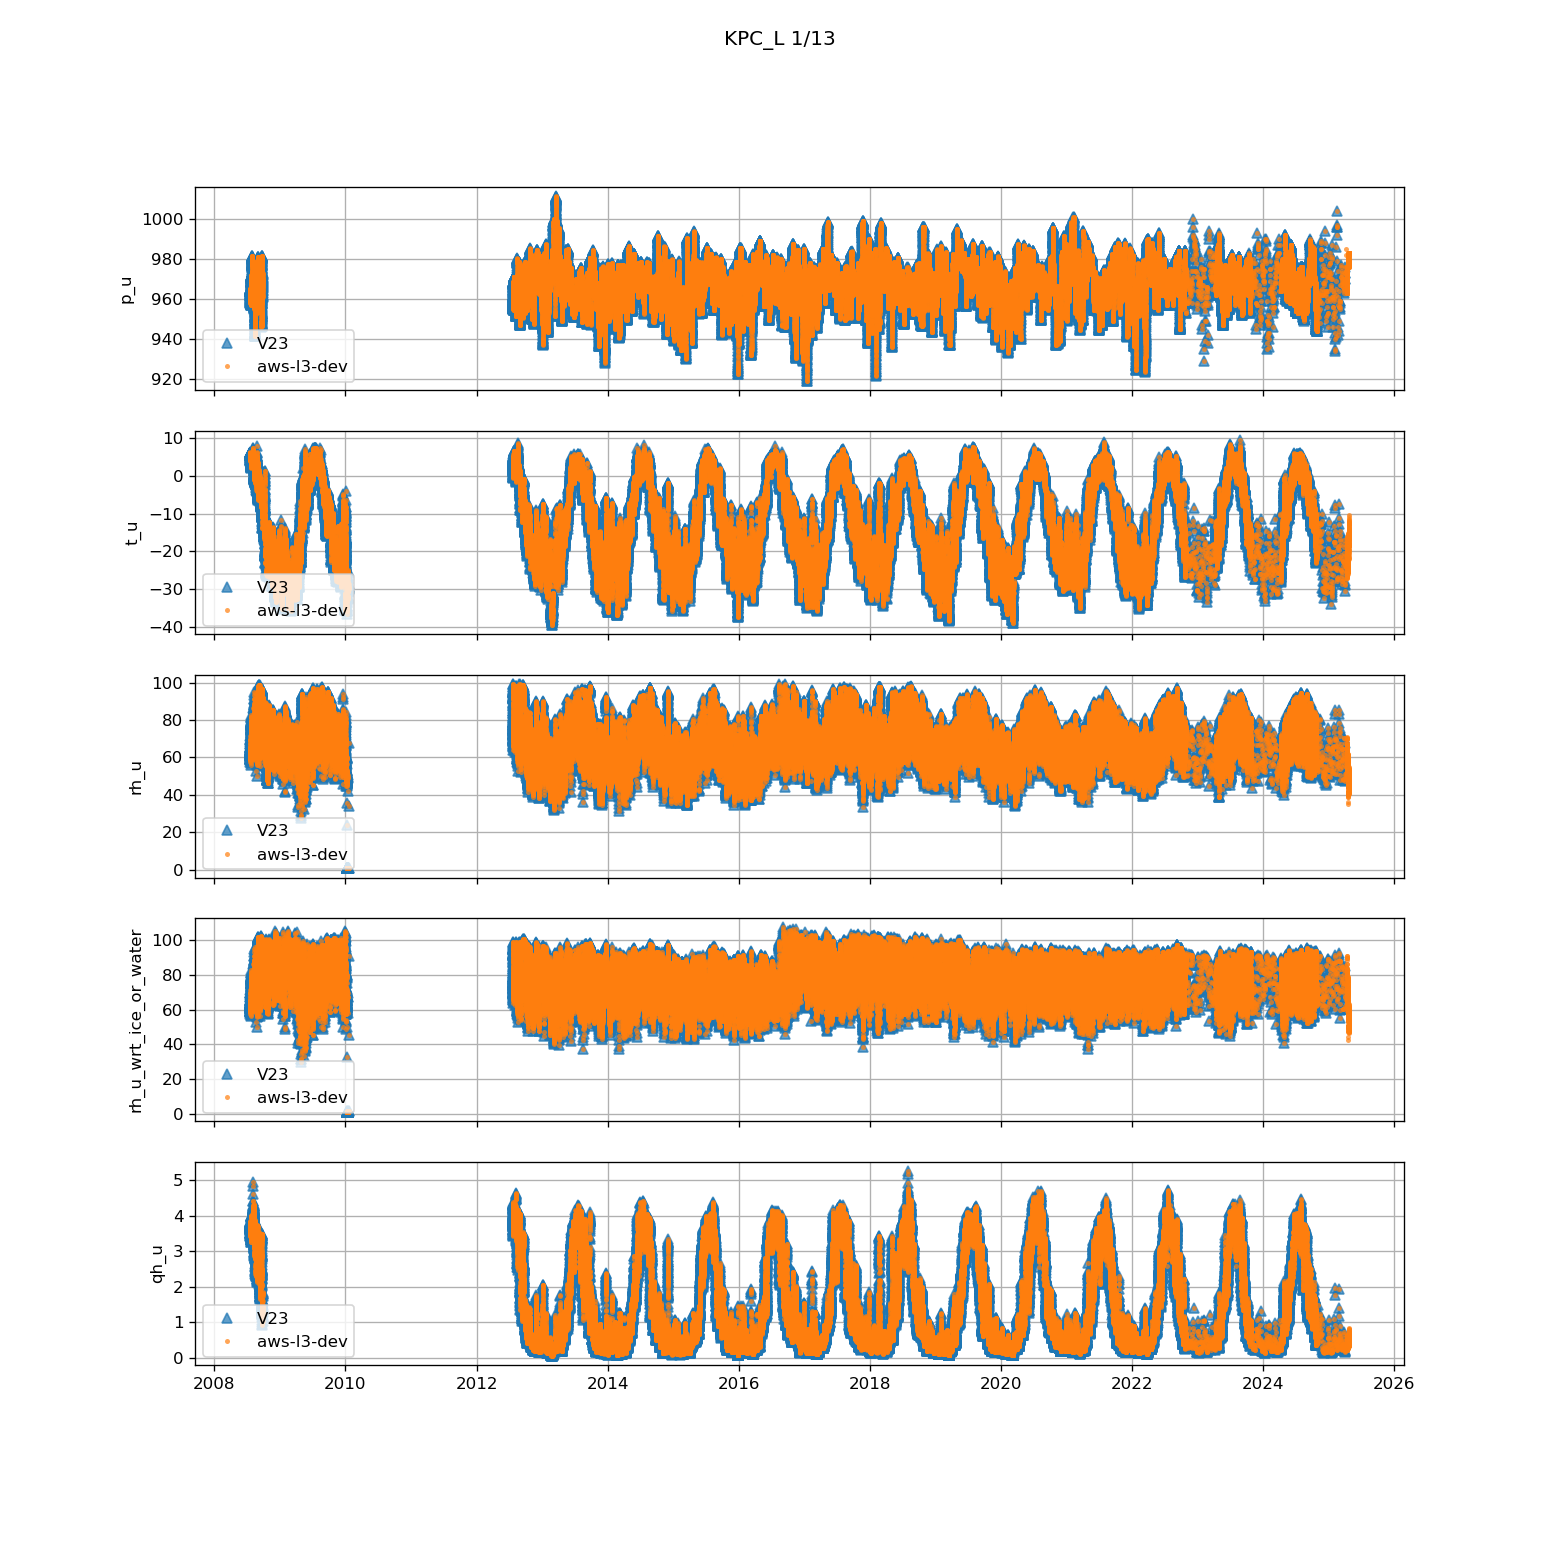 KPC_L 1/13
1000
980
960
940
920
p_u
V23
aws-l3-dev
10
0
−10
−20
−30
−40
t_u
V23
aws-l3-dev
100
80
60
40
20
0
rh_u
V23
aws-l3-dev
100
80
60
40
20
0
rh_u_wrt_ice_or_water
V23
aws-l3-dev
5
4
3
2
1
0
qh_u
V23
aws-l3-dev
2008 2010 2012 2014 2016 2018 2020 2022 2024 2026